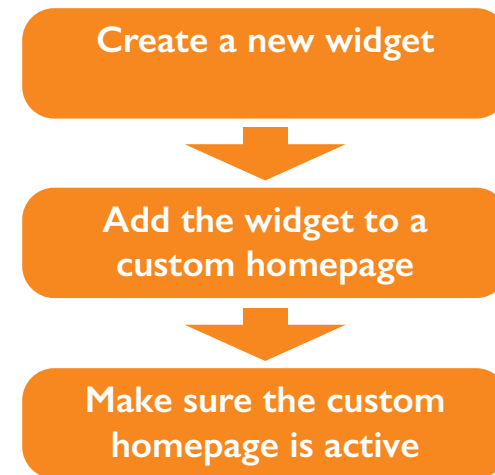 Create a new widget
Add the widget to a
custom homepage
Make sure the custom
homepage is active